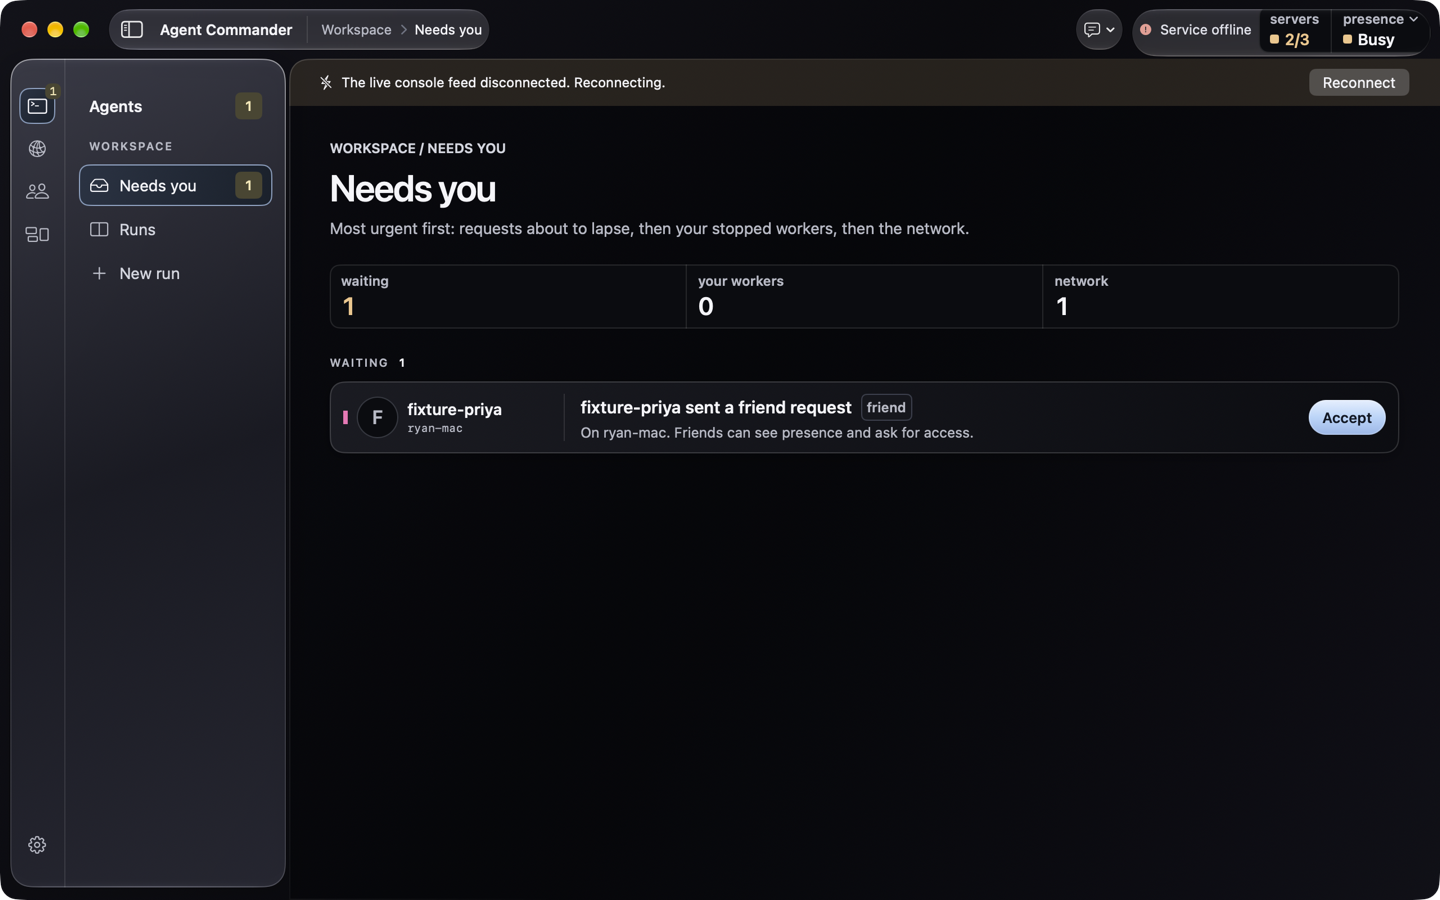 Agent Commander
Workspace > Needs you
Service offline
servers
2/3
presence
Busy
1
Agents 1
WORKSPACE
Needs you 1
Runs
New run
The live console feed disconnected. Reconnecting.
Reconnect
WORKSPACE / NEEDS YOU
Needs you
Most urgent first: requests about to lapse, then your stopped workers, then the network.
waiting
1
your workers
0
network
1
WAITING 1
F
fixture-priya
ryan-mac
fixture-priya sent a friend request friend
On ryan-mac. Friends can see presence and ask for access.
Accept